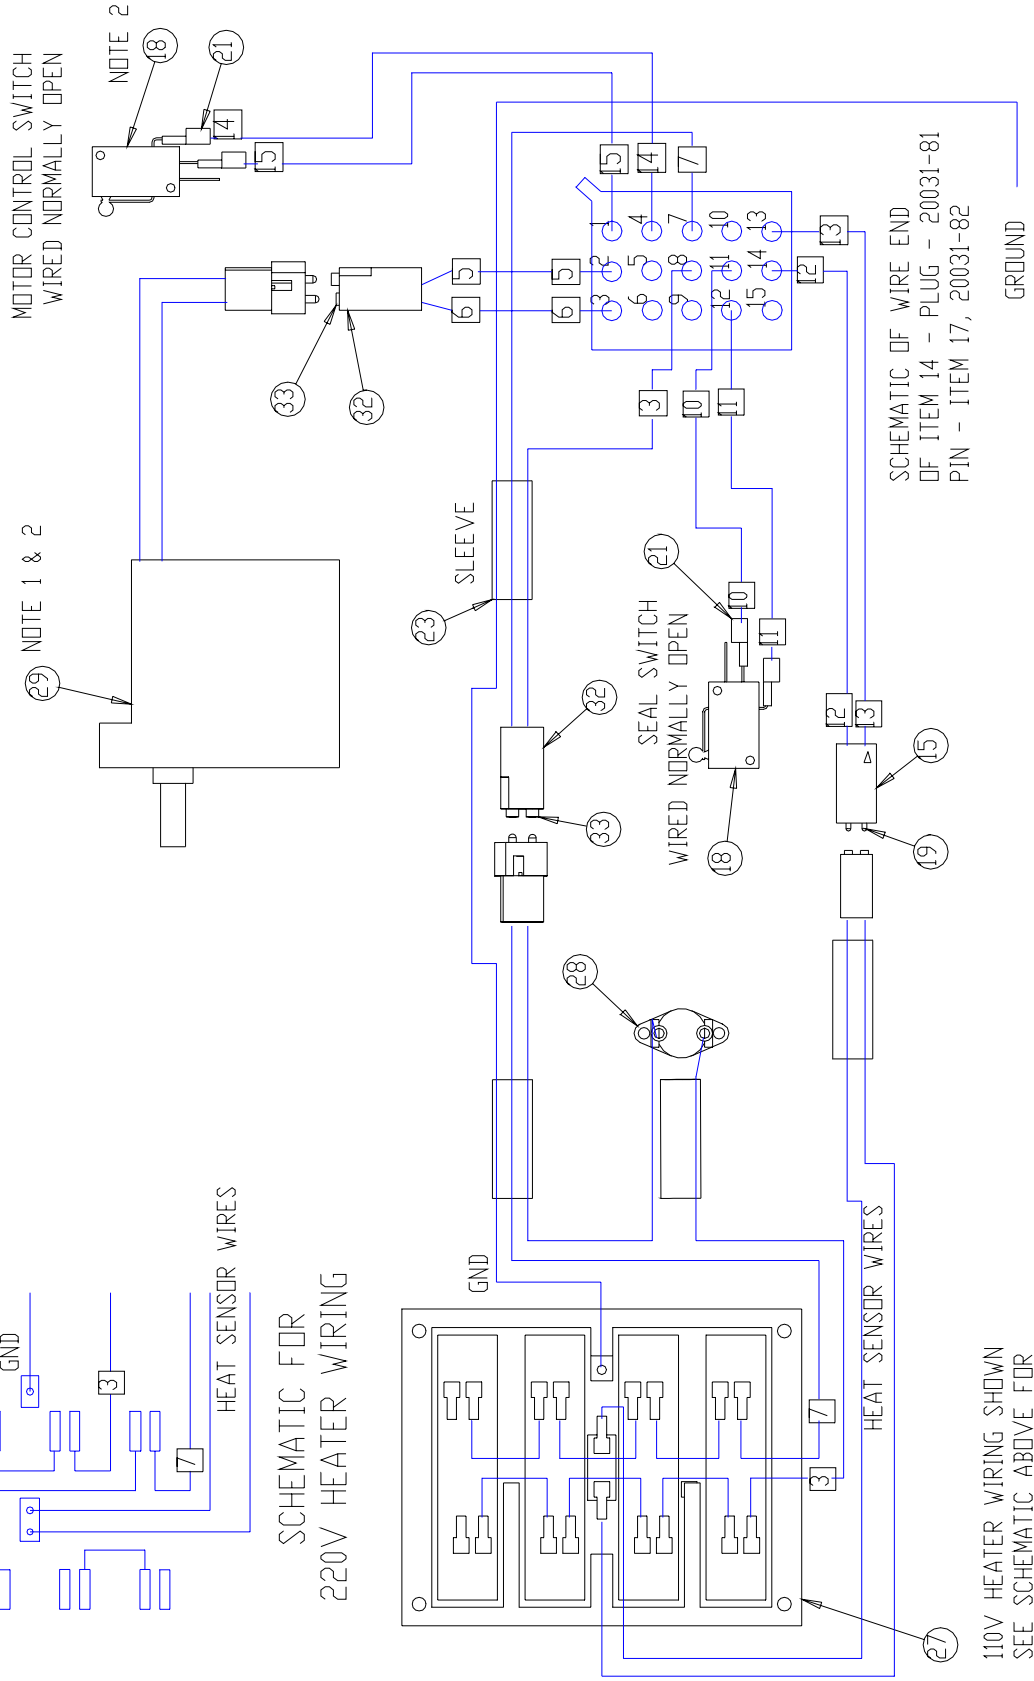 MOTOR CONTROL SWITCH
WIRED NORMALLY OPEN
NOTE 2
18
21
14
15
NOTE 1 & 2
29
33
32
5
5
6
6
15
14
7
1
4
7
10
13
2
5
8
11
14
3
6
9
12
15
13
12
3
10
11
SCHEMATIC OF WIRE END
OF ITEM 14 - PLUG - 20031-81
PIN - ITEM 17, 20031-82
GROUND
SLEEVE
23
32
33
SEAL SWITCH
WIRED NORMALLY OPEN
21
10
11
18
12
13
15
19
28
GND
3
7
HEAT SENSOR WIRES
SCHEMATIC FOR
220V HEATER WIRING
GND
7
3
HEAT SENSOR WIRES
27
110V HEATER WIRING SHOWN
SEE SCHEMATIC ABOVE FOR